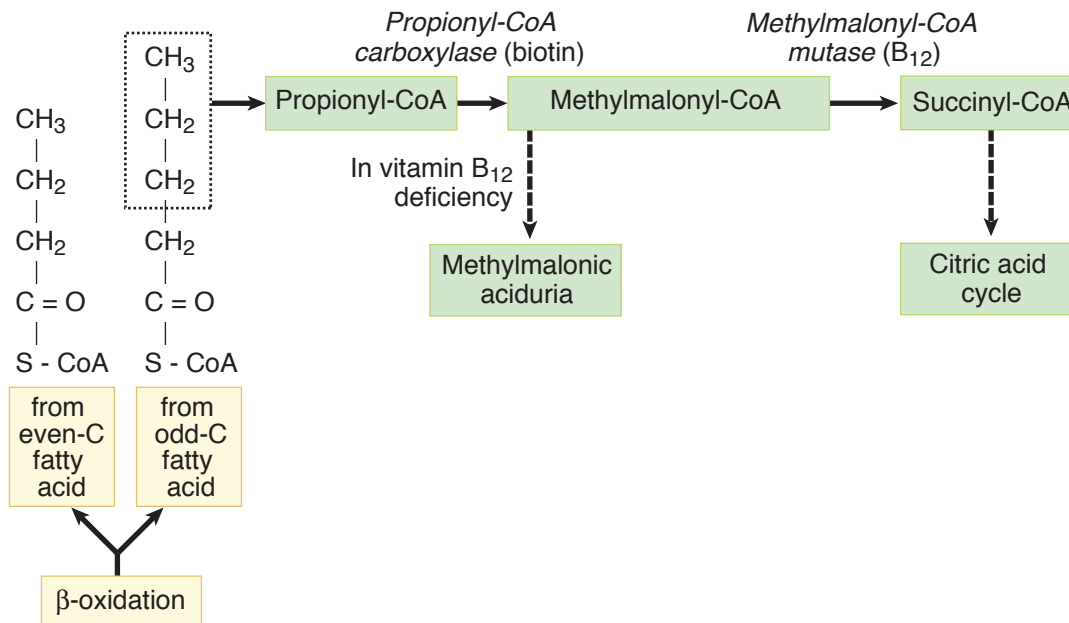 Propionyl-CoA
carboxylase (biotin)
Methylmalonyl-CoA
mutase (B12)
CH3
CH2
CH2
CH2
C = O
S - CoA
CH3
CH2
CH2
C = O
S - CoA
Propionyl-CoA
Methylmalonyl-CoA
Succinyl-CoA
In vitamin B12
deficiency
Methylmalonic
aciduria
Citric acid
cycle
from
even-C
fatty
acid
from
odd-C
fatty
acid
β-oxidation